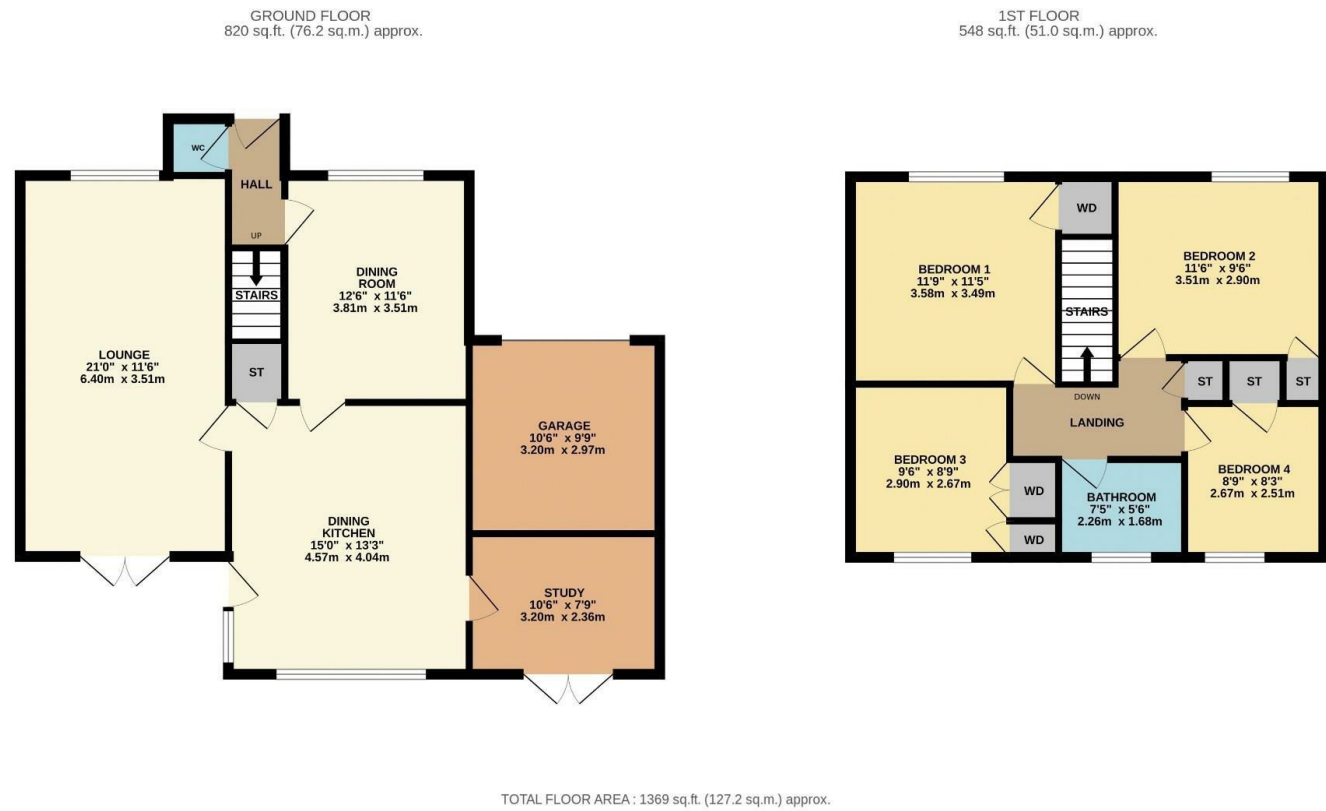 GROUND FLOOR
820 sq.ft. (76.2 sq.m.) approx.
1ST FLOOR
548 sq.ft. (51.0 sq.m.) approx.
WC
HALL
UP
STAIRS
ST
DINING
ROOM
12'6" x 11'6"
3.81m x 3.51m
LOUNGE
21'0" x 11'6"
6.40m x 3.51m
GARAGE
10'6" x 9'9"
3.20m x 2.97m
DINING
KITCHEN
15'0" x 13'3"
4.57m x 4.04m
STUDY
10'6" x 7'9"
3.20m x 2.36m
WD
BEDROOM 1
11'9" x 11'5"
3.58m x 3.49m
BEDROOM 2
11'6" x 9'6"
3.51m x 2.90m
STAIRS
DOWN
LANDING
ST
ST
ST
BEDROOM 3
9'6" x 8'9"
2.90m x 2.67m
WD
WD
BATHROOM
7'5" x 5'6"
2.26m x 1.68m
BEDROOM 4
8'9" x 8'3"
2.67m x 2.51m
TOTAL FLOOR AREA : 1369 sq.ft. (127.2 sq.m.) approx.